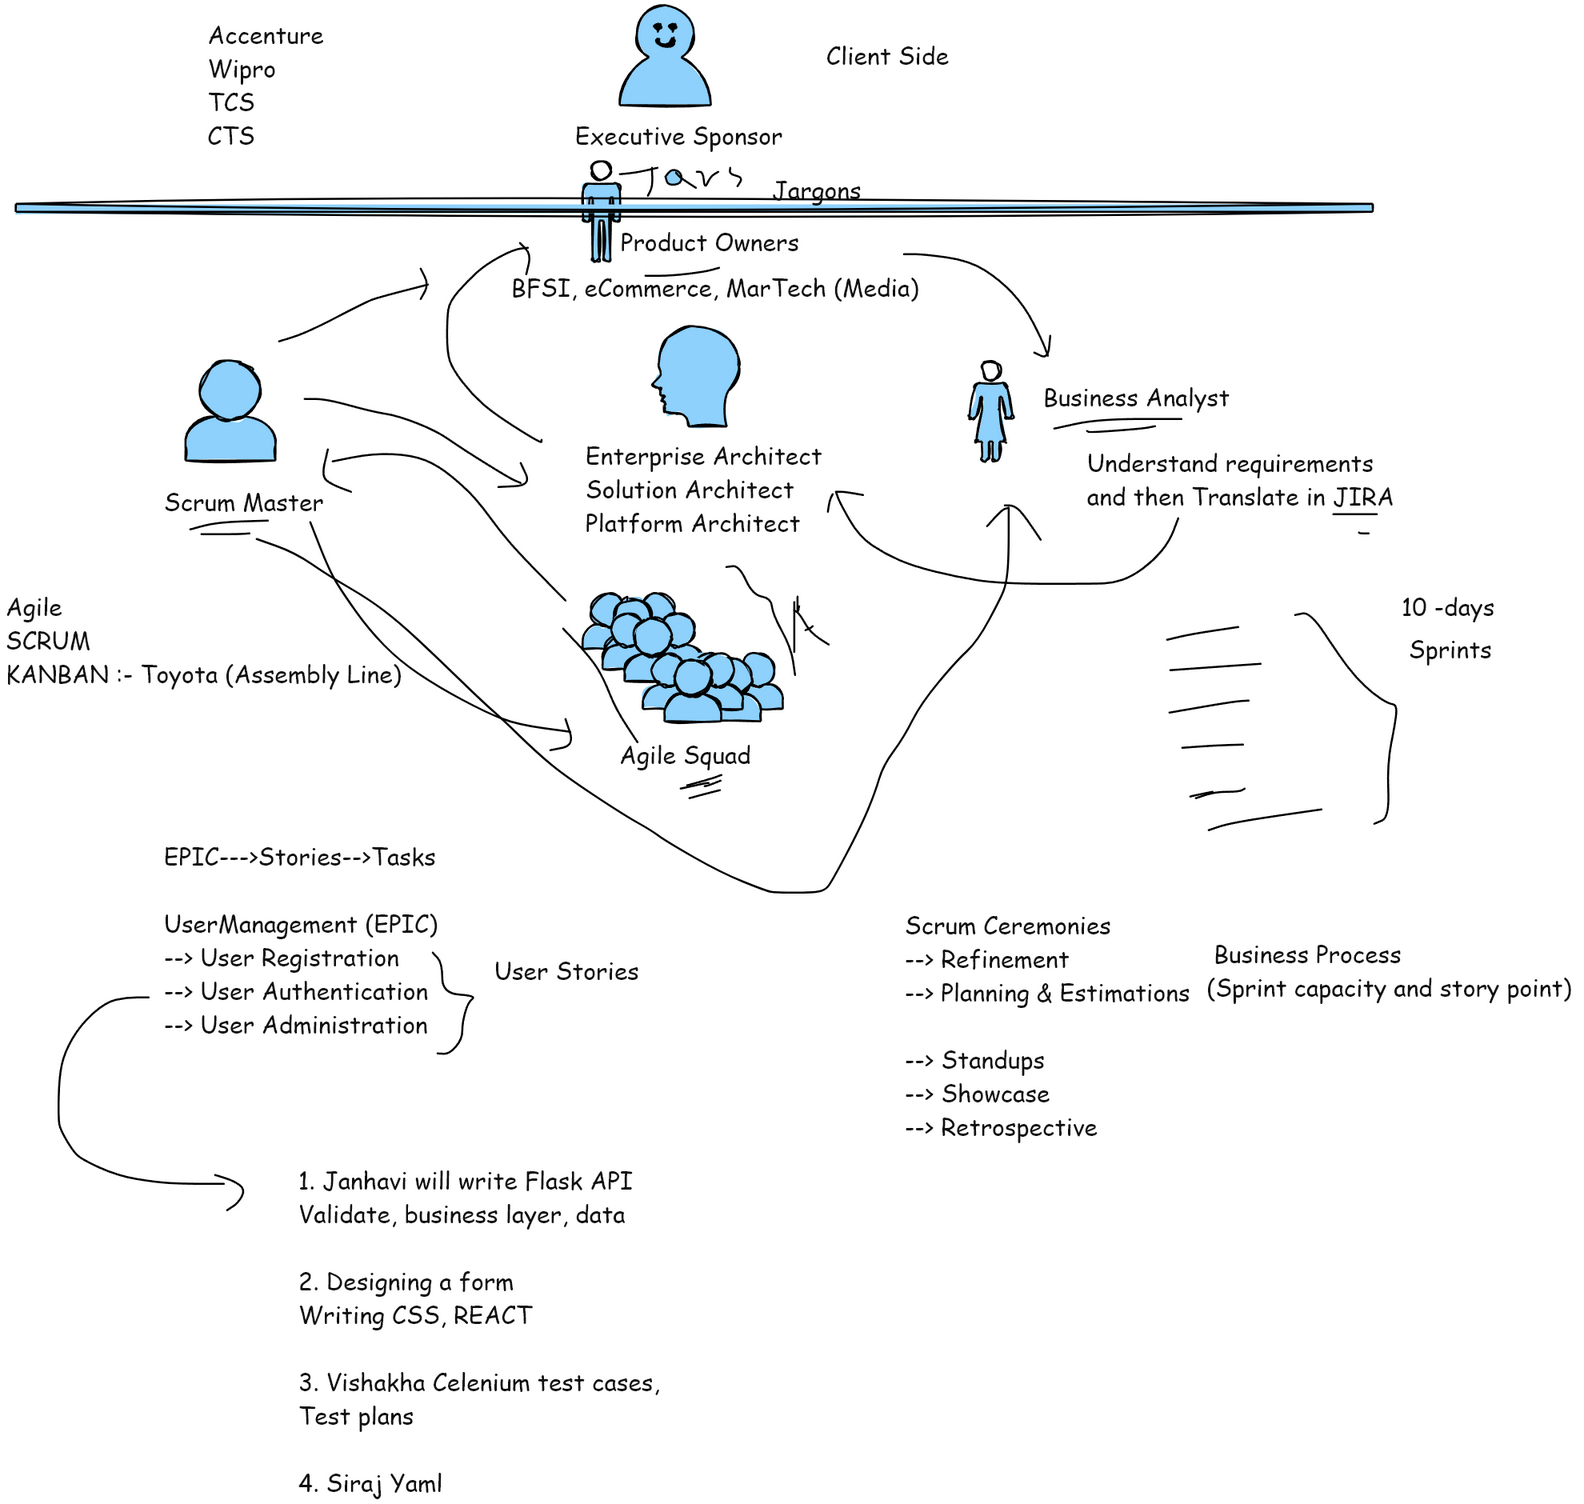 Accenture
Wipro
TCS
CTS
Client Side
Executive Sponsor
Jargons
Product Owners
BFSI, eCommerce, MarTech (Media)
Business Analyst
Understand requirements
and then Translate in JIRA
Enterprise Architect
Solution Architect
Platform Architect
Scrum Master
Agile
SCRUM
KANBAN :- Toyota (Assembly Line)
10 -days
Sprints
Agile Squad
EPIC--->Stories-->Tasks
UserManagement (EPIC)
--> User Registration
--> User Authentication
--> User Administration
User Stories
Scrum Ceremonies
--> Refinement
--> Planning & Estimations
Business Process
(Sprint capacity and story point)
--> Standups
--> Showcase
--> Retrospective
1. Janhavi will write Flask API
Validate, business layer, data
2. Designing a form
Writing CSS, REACT
3. Vishakha Celenium test cases,
Test plans
4. Siraj Yaml